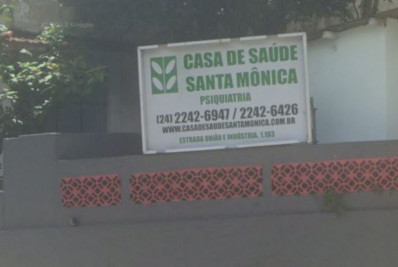 CASA DE SAÚDE
SANTA MÔNICA
PSIQUIATRIA
(24) 2242-6947 / 2242-6426
WWW.CASADESAUDESANTAMONICA.COM.BR
ESTRADA UNIÃO E INDÚSTRIA, 1.193